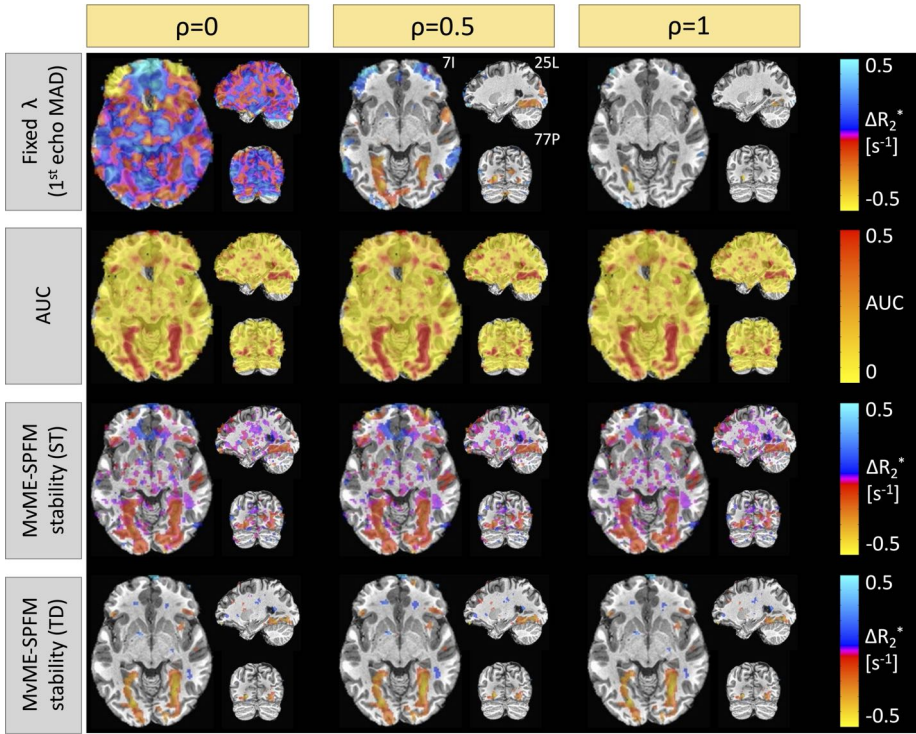 ρ=0
ρ=0.5
ρ=1
Fixed λ
(1st echo MAD)
7I
25L
77P
0.5
ΔR2*
[s-1]
-0.5
AUC
0.5
AUC
0
MvME-SPFM
stability (ST)
0.5
ΔR2*
[s-1]
-0.5
MvME-SPFM
stability (TD)
0.5
ΔR2*
[s-1]
-0.5